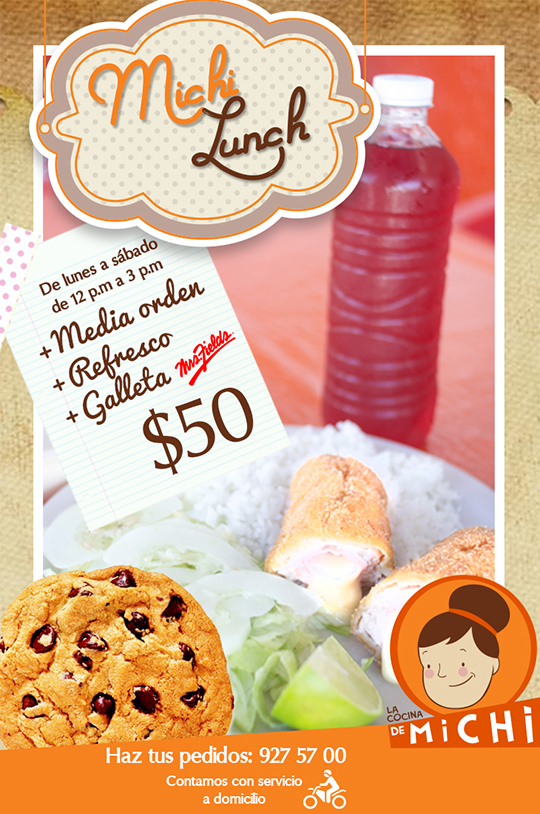 Michi
Lunch
De lunes a sábado
de 12 p.m a 3 p.m
+ Media orden
+ Refresco
+ Galleta Mrs. Fields
$50
LA
COCINA
DE MiCHi
Haz tus pedidos: 927 57 00
Contamos con servicio
a domicilio